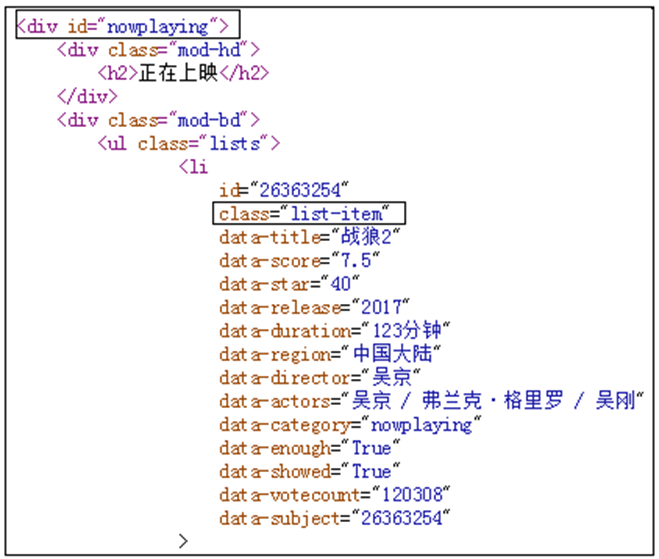 <div id="nowplaying">
<div class="mod-hd">
<h2>正在上映</h2>
</div>
<div class="mod-bd">
<ul class="lists">
<li
id="26363254"
class="list-item"
data-title="战狼2"
data-score="7.5"
data-star="40"
data-release="2017"
data-duration="123分钟"
data-region="中国大陆"
data-director="吴京"
data-actors="吴京 / 弗兰克·格里罗 / 吴刚"
data-category="nowplaying"
data-enough="True"
data-showed="True"
data-votecount="120308"
data-subject="26363254"
>